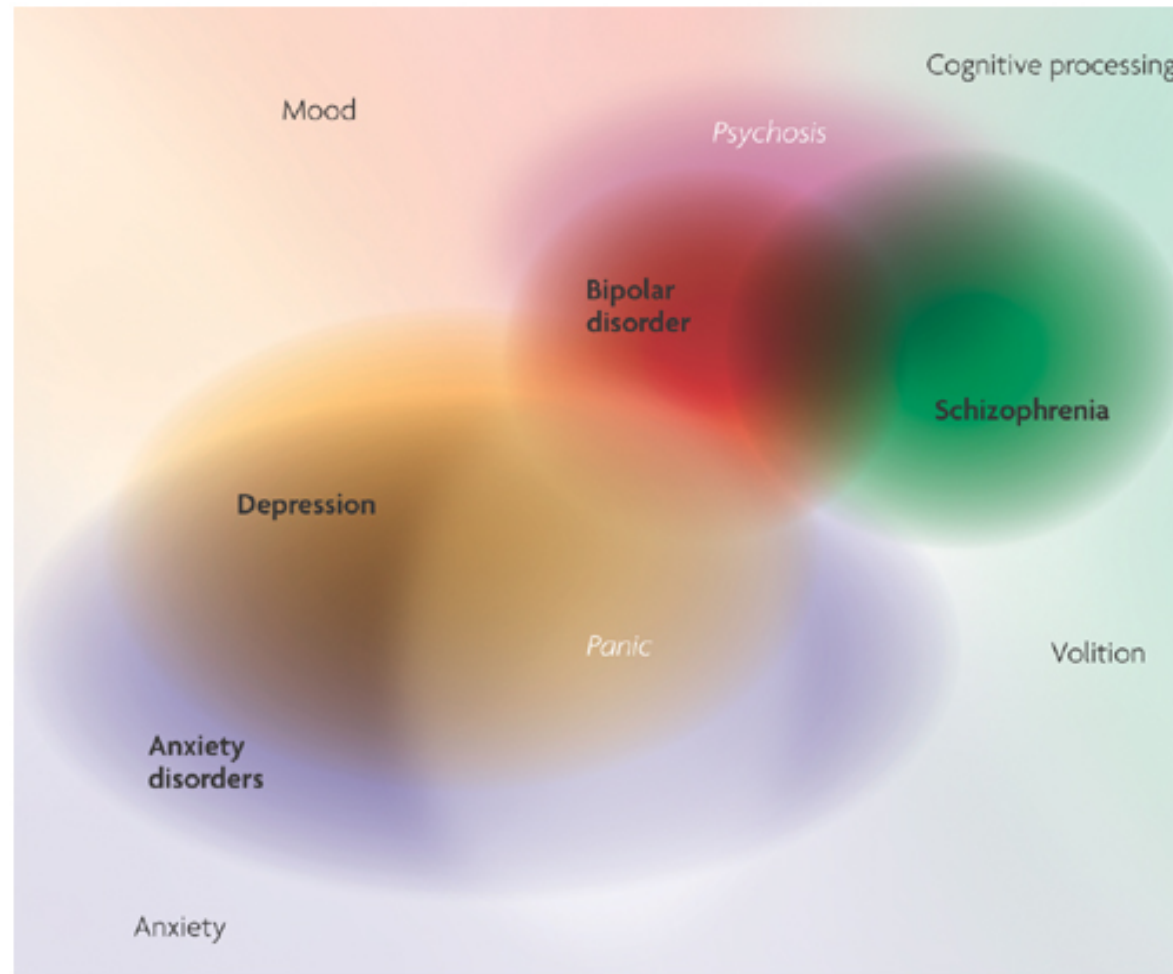 Cognitive processing
Mood
Psychosis
Bipolar
disorder
Schizophrenia
Depression
Panic
Volition
Anxiety
disorders
Anxiety